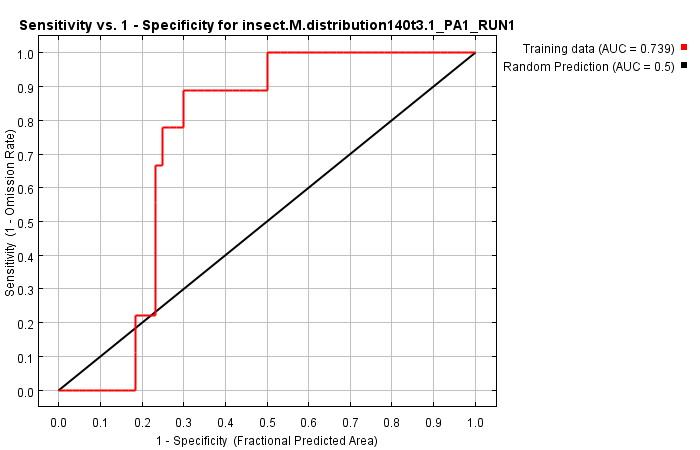 Sensitivity vs. 1 - Specificity for insect.M.distribution140t3.1_PA1_RUN1
Training data (AUC = 0.739)
Random Prediction (AUC = 0.5)
1.0
0.9
0.8
0.7
0.6
0.5
0.4
0.3
0.2
0.1
0.0
Sensitivity (1 - Omission Rate)
0.0 0.1 0.2 0.3 0.4 0.5 0.6 0.7 0.8 0.9 1.0
1 - Specificity (Fractional Predicted Area)